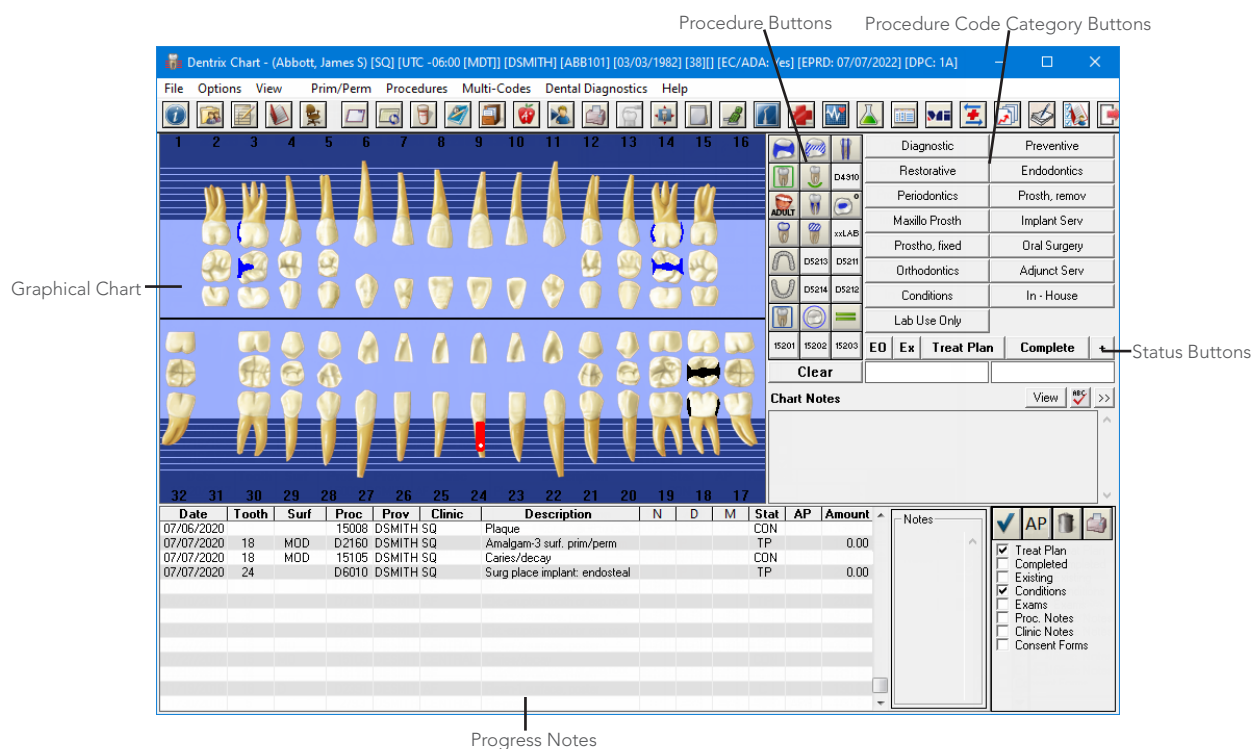 Procedure Buttons
Procedure Code Category Buttons
Dentrix Chart - (Abbott, James S) [SQ] [UTC -06:00 [MDT]] [DSMITH] [ABB101] [03/03/1982] [38][] [EC/ADA: Yes] [EPRD: 07/07/2022] [DPC: 1A]
File Options View Prim/Perm Procedures Multi-Codes Dental Diagnostics Help
1 2 3 4 5 6 7 8 9 10 11 12 13 14 15 16
Diagnostic Preventive
D4910 Restorative Endodontics
ADULT Periodontics Prosth, remov
xxLAB Maxillo Prosth Implant Serv
Prostho, fixed Oral Surgery
D5213 D5211 Orthodontics Adjunct Serv
Graphical Chart
D5214 D5212 Conditions In - House
Lab Use Only
15201 15202 15203 EO Ex Treat Plan Complete +
Status Buttons
Clear
Chart Notes View ABC >>
32 31 30 29 28 27 26 25 24 23 22 21 20 19 18 17
Date Tooth Surf Proc Prov Clinic Description N D M Stat AP Amount
07/06/2020 15008 DSMITH SQ Plaque CON
07/07/2020 18 MOD D2160 DSMITH SQ Amalgam-3 surf. prim/perm TP 0.00
07/07/2020 18 MOD 15105 DSMITH SQ Caries/decay CON
07/07/2020 24 D6010 DSMITH SQ Surg place implant: endosteal TP 0.00
Notes
AP
Treat Plan
Completed
Existing
Conditions
Exams
Proc. Notes
Clinic Notes
Consent Forms
Progress Notes